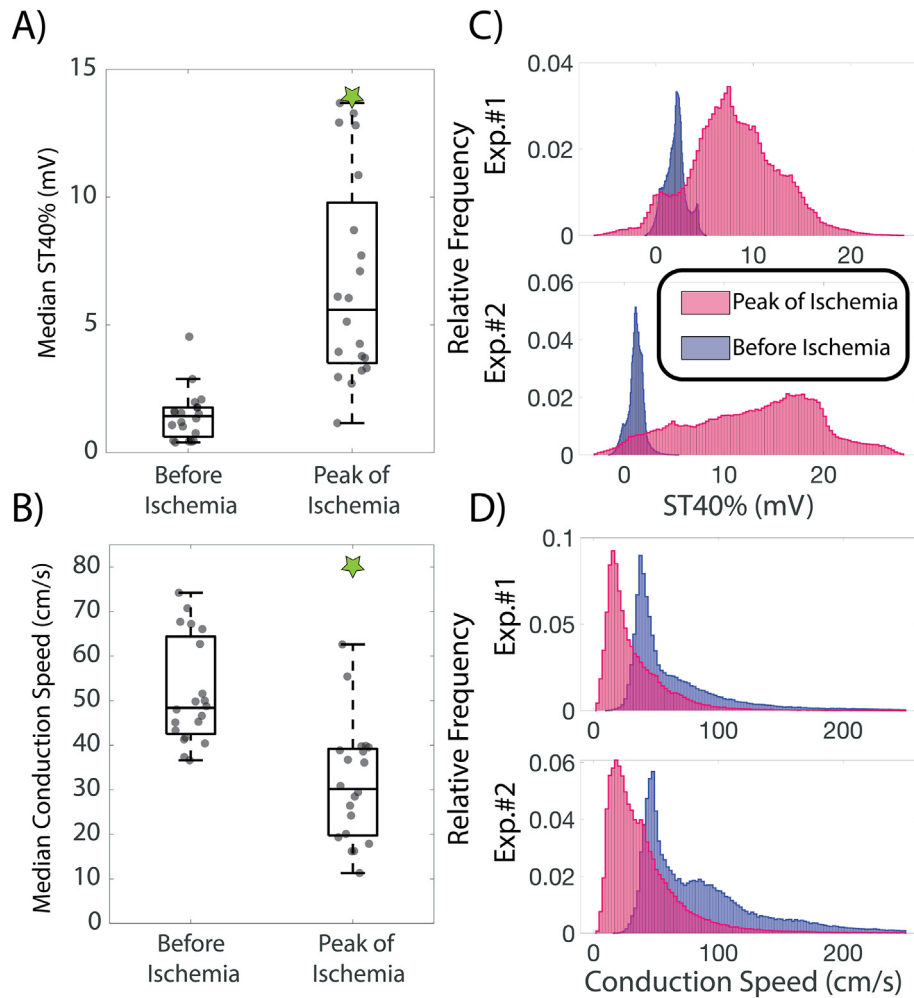 A)
15
10
5
0
Median ST40% (mV)
Before
Ischemia
Peak of
Ischemia
B)
80
70
60
50
40
30
20
10
0
Median Conduction Speed (cm/s)
Before
Ischemia
Peak of
Ischemia
C)
Relative Frequency
Exp.#1
0.04
0.02
0
0
10
20
Exp.#2
0.06
0.04
0.02
0
0
10
20
Peak of Ischemia
Before Ischemia
ST40% (mV)
D)
Relative Frequency
Exp.#1
0.1
0.05
0
0
100
200
Exp.#2
0.06
0.04
0.02
0
0
100
200
Conduction Speed (cm/s)